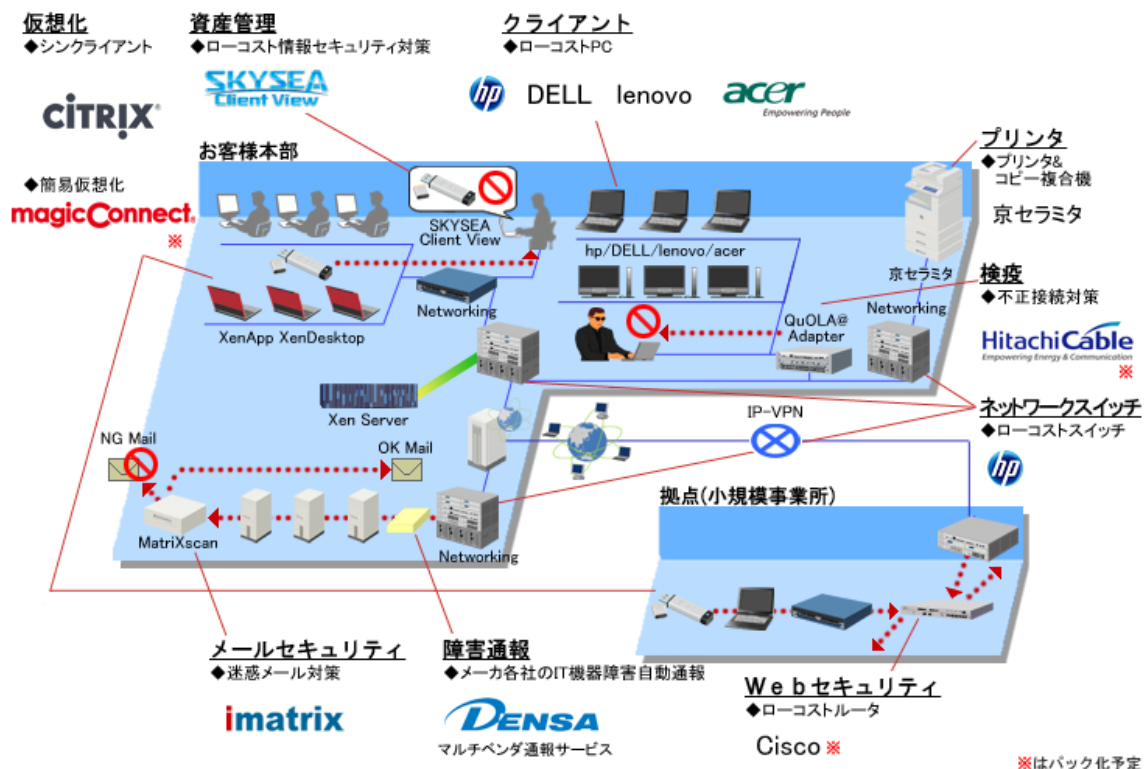 仮想化
◆シンクライアント
CİTRIX®
◆簡易仮想化
magicConnect®
※
資産管理
◆ローコスト情報セキュリティ対策
SKYSEA
Client View
クライアント
◆ローコストPC
hp DELL lenovo acer
Empowering People
お客様本部
SKYSEA
Client View
hp/DELL/lenovo/acer
プリンタ
◆プリンタ&
コピー複合機
京セラミタ
京セラミタ
検疫
◆不正接続対策
Hitachi Cable
Empowering Energy & Communication
※
Networking
XenApp XenDesktop
QuOLA@
Adapter
Networking
Xen Server
ネットワークスイッチ
◆ローコストスイッチ
hp
IP-VPN
NG Mail
OK Mail
MatriXscan
Networking
拠点(小規模事業所)
メールセキュリティ
◆迷惑メール対策
imatrix
障害通報
◆メーカ各社のIT機器障害自動通報
DENSA
マルチベンダ通報サービス
Webセキュリティ
◆ローコストルータ
Cisco ※
※はパック化予定